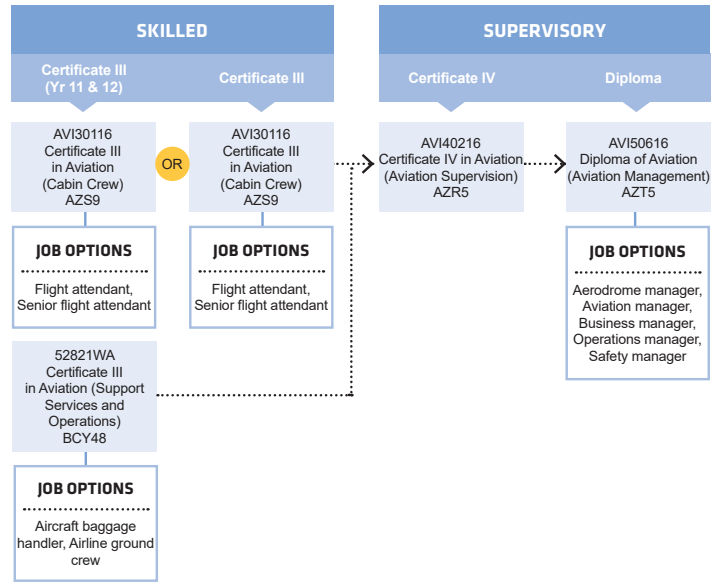 SKILLED
SUPERVISORY
Certificate III
(Yr 11 & 12)
Certificate III
Certificate IV
Diploma
AVI30116
Certificate III
in Aviation
(Cabin Crew)
AZS9
OR
AVI30116
Certificate III
in Aviation
(Cabin Crew)
AZS9
AVI40216
Certificate IV in Aviation
(Aviation Supervision)
AZR5
AVI50616
Diploma of Aviation
(Aviation Management)
AZT5
JOB OPTIONS
Flight attendant,
Senior flight attendant
JOB OPTIONS
Flight attendant,
Senior flight attendant
JOB OPTIONS
Aerodrome manager,
Aviation manager,
Business manager,
Operations manager,
Safety manager
52821WA
Certificate III
in Aviation (Support
Services and
Operations)
BCY48
JOB OPTIONS
Aircraft baggage
handler, Airline ground
crew